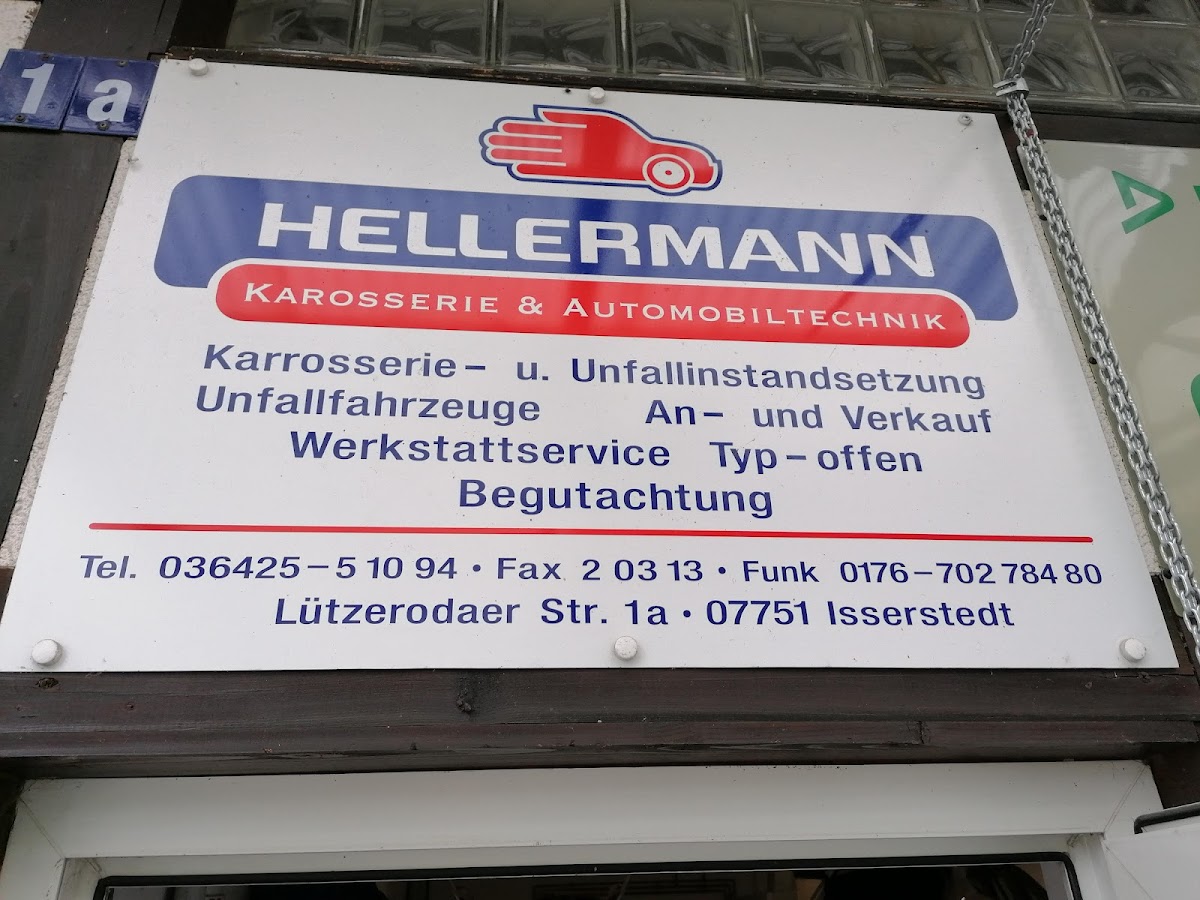 1 a
HELLERMANN
KAROSSERIE & AUTOMOBILTECHNIK
Karrosserie- u. Unfallinstandsetzung
Unfallfahrzeuge An- und Verkauf
Werkstattservice Typ-offen
Begutachtung
Tel. 036425-5 10 94 • Fax 2 03 13 • Funk 0176-702 784 80
Lützerodaer Str. 1a • 07751 Isserstedt